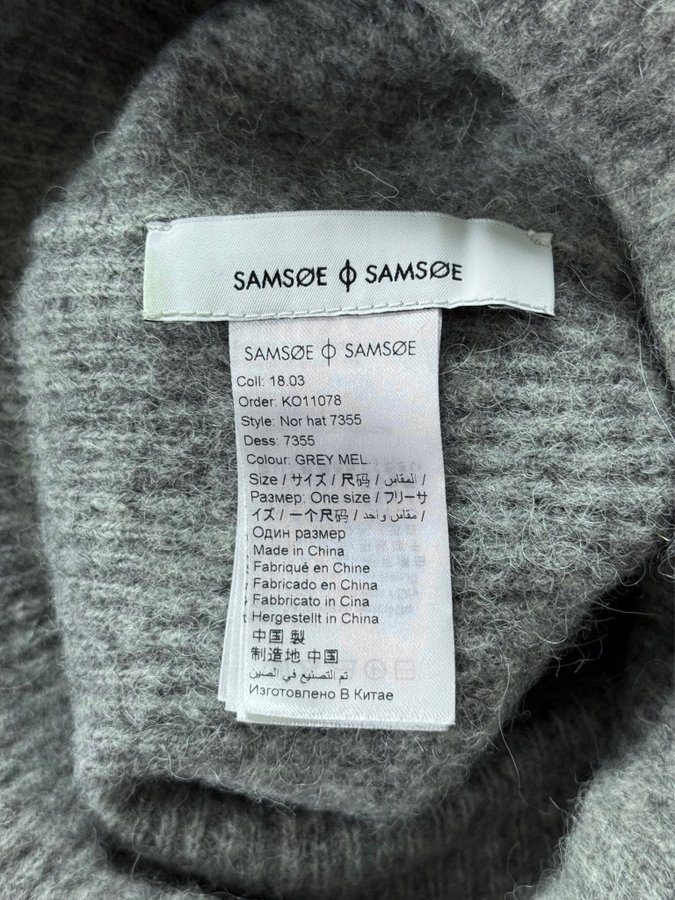 SAMSØE ϕ SAMSØE
SAMSØE ϕ SAMSØE
Coll: 18.03
Order: KO11078
Style: Nor hat 7355
Dess: 7355
Colour: GREY MEL.
Size / サイズ / 尺码 / المقاس /
Размер: One size / フリーサ
イズ / 一个尺码 / مقاس واحد /
Один размер
Made in China
Fabriqué en Chine
Fabricado en China
Fabbricato in Cina
Hergestellt in China
中国 製
制造地 中国
تم التصنيع في الصين
Изготовлено В Китае